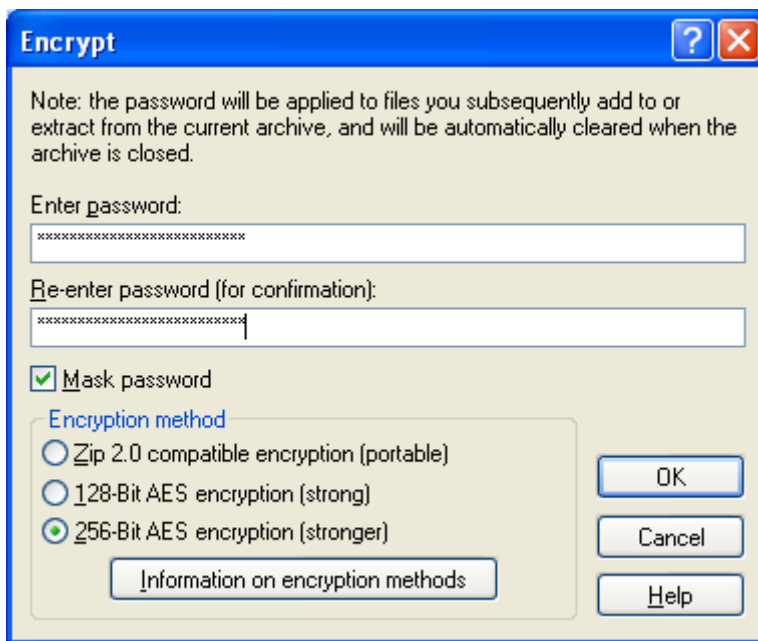 Encrypt
Note: the password will be applied to files you subsequently add to or
extract from the current archive, and will be automatically cleared when the
archive is closed.
Enter password:
**************************
Re-enter password (for confirmation):
**************************
Mask password
Encryption method
Zip 2.0 compatible encryption (portable)
128-Bit AES encryption (strong)
256-Bit AES encryption (stronger)
Information on encryption methods
OK
Cancel
Help